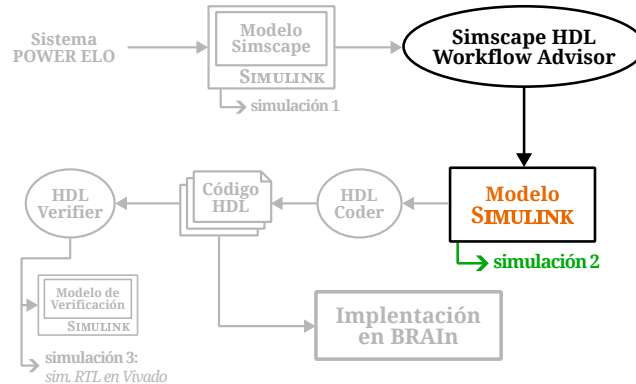 Sistema
POWER ELO
Modelo
Simscape
SIMULINK
simulación 1
Simscape HDL
Workflow Advisor
Modelo
SIMULINK
simulación 2
HDL
Coder
Código
HDL
HDL
Verifier
Modelo de
Verificación
SIMULINK
simulación 3:
sim. RTL en Vivado
Implentación
en BRAIn